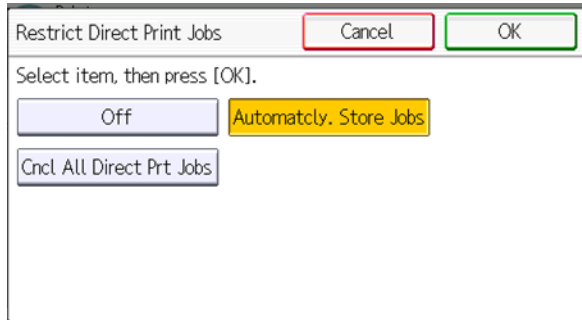 Restrict Direct Print Jobs
Cancel
OK
Select item, then press [OK].
Off
Automatcly. Store Jobs
Cncl All Direct Prt Jobs